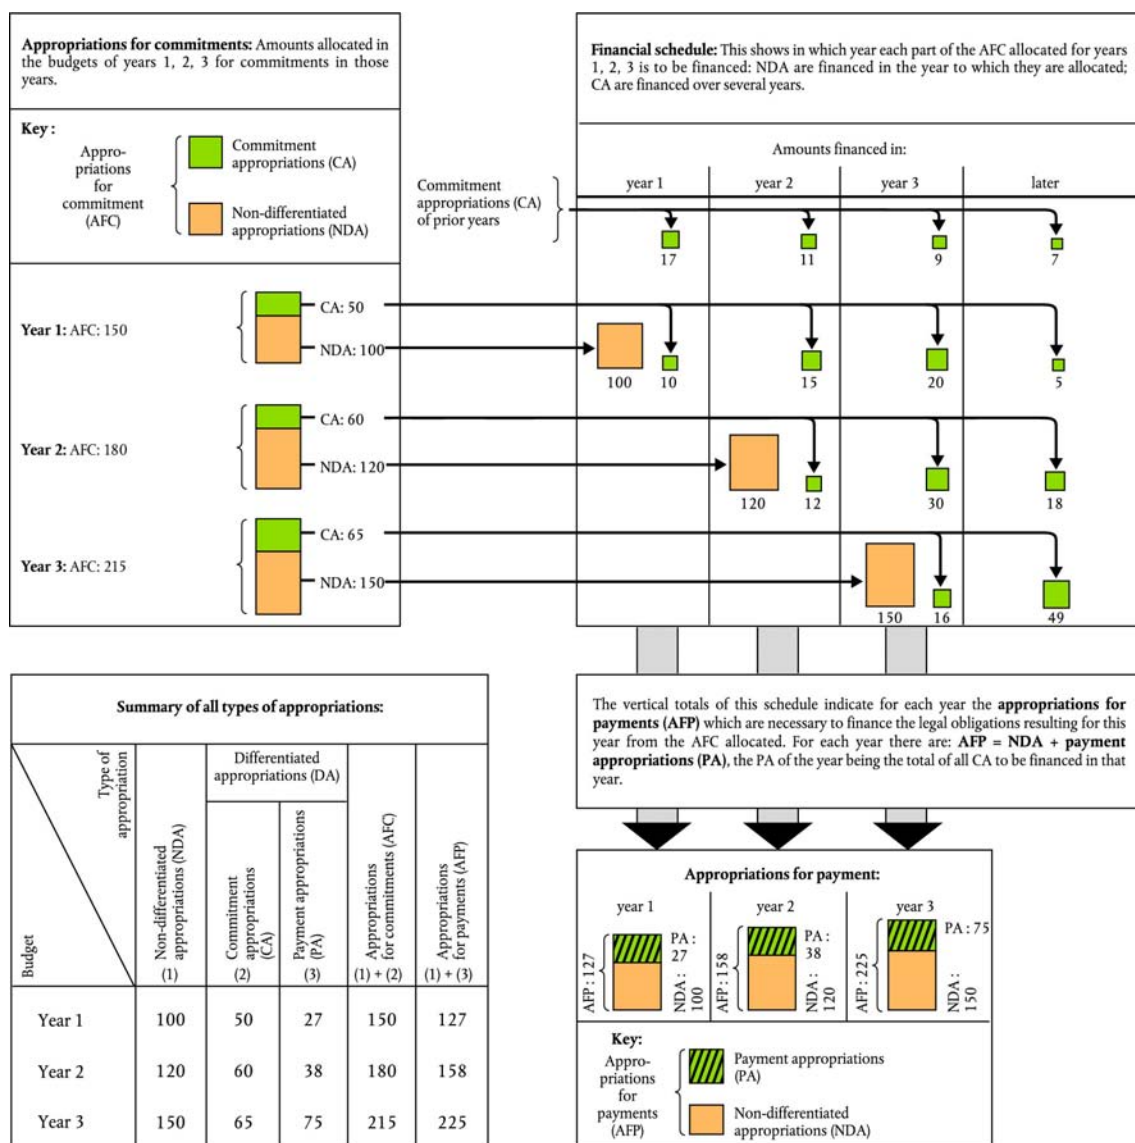 Appropriations for commitments: Amounts allocated in
the budgets of years 1, 2, 3 for commitments in those
years.
Key :
Appro-
priations
for
commitment
(AFC)
Commitment
appropriations (CA)
Non-differentiated
appropriations (NDA)
Year 1: AFC: 150
CA: 50
NDA: 100
Year 2: AFC: 180
CA: 60
NDA: 120
Year 3: AFC: 215
CA: 65
NDA: 150
Financial schedule: This shows in which year each part of the AFC allocated for years
1, 2, 3 is to be financed: NDA are financed in the year to which they are allocated;
CA are financed over several years.
Amounts financed in:
year 1 year 2 year 3 later
Commitment
appropriations (CA)
of prior years
17 11 9 7
100 10 15 20 5
120 12 30 18
150 16 49
The vertical totals of this schedule indicate for each year the appropriations for
payments (AFP) which are necessary to finance the legal obligations resulting for this
year from the AFC allocated. For each year there are: AFP = NDA + payment
appropriations (PA), the PA of the year being the total of all CA to be financed in that
year.
Summary of all types of appropriations:
Type of
appropriation
Budget
Differentiated
appropriations (DA)
Non-differentiated
appropriations (NDA)
(1)
Commitment
appropriations
(CA)
(2)
Payment appropriations
(PA)
(3)
Appropriations
for commitments (AFC)
(1) + (2)
Appropriations
for payments (AFP)
(1) + (3)
Year 1 100 50 27 150 127
Year 2 120 60 38 180 158
Year 3 150 65 75 215 225
Appropriations for payment:
year 1
AFP : 127
PA :
27
NDA :
100
year 2
AFP : 158
PA :
38
NDA :
120
year 3
AFP : 225
PA : 75
NDA :
150
Key:
Appro-
priations
for
payments
(AFP)
Payment appropriations
(PA)
Non-differentiated
appropriations (NDA)